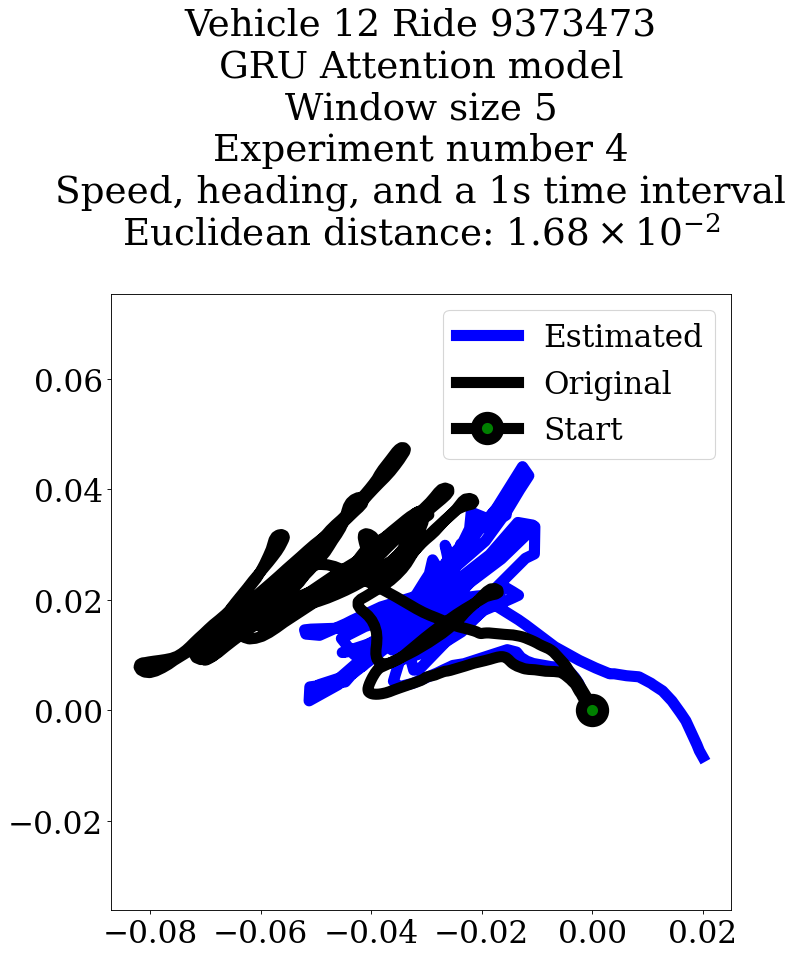 Vehicle 12 Ride 9373473
GRU Attention model
Window size 5
Experiment number 4
Speed, heading, and a 1s time interval
Euclidean distance: 1.68 × 10⁻²
Estimated
Original
Start
0.06
0.04
0.02
0.00
−0.02
−0.08
−0.06
−0.04
−0.02
0.00
0.02